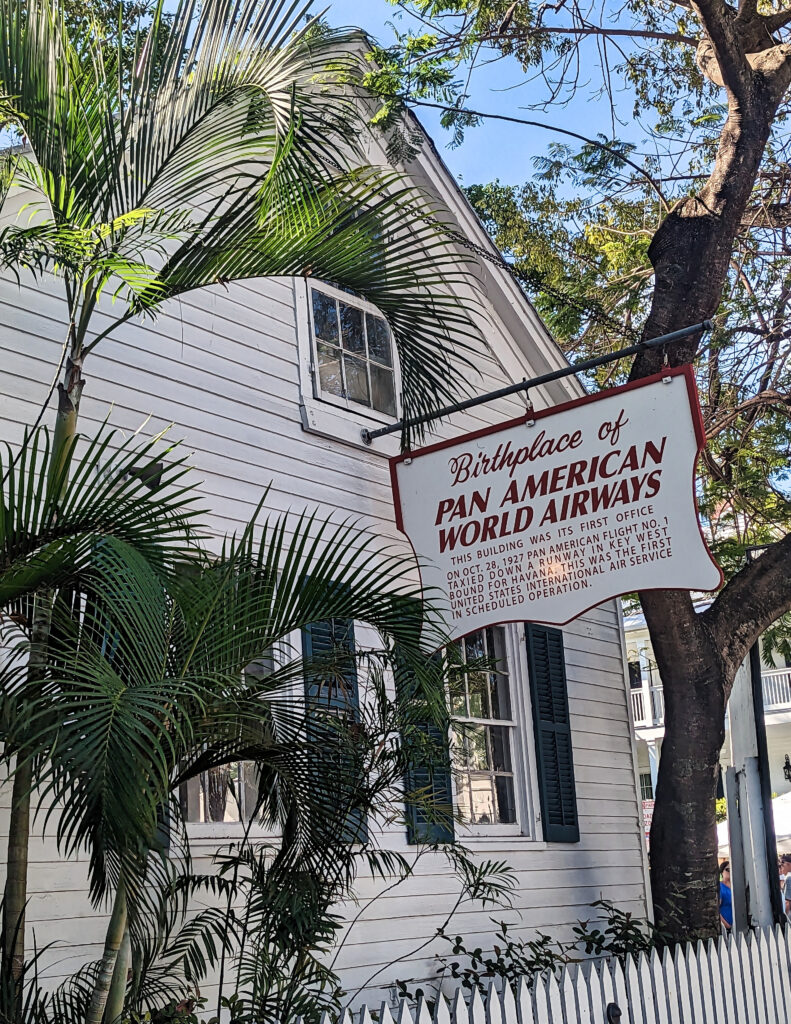 Birthplace of
PAN AMERICAN
WORLD AIRWAYS
THIS BUILDING WAS ITS FIRST OFFICE
ON OCT. 28, 1927 PAN AMERICAN FLIGHT NO. 1
TAXIED DOWN A RUNWAY IN KEY WEST
BOUND FOR HAVANA. THIS WAS THE FIRST
UNITED STATES INTERNATIONAL AIR SERVICE
IN SCHEDULED OPERATION.